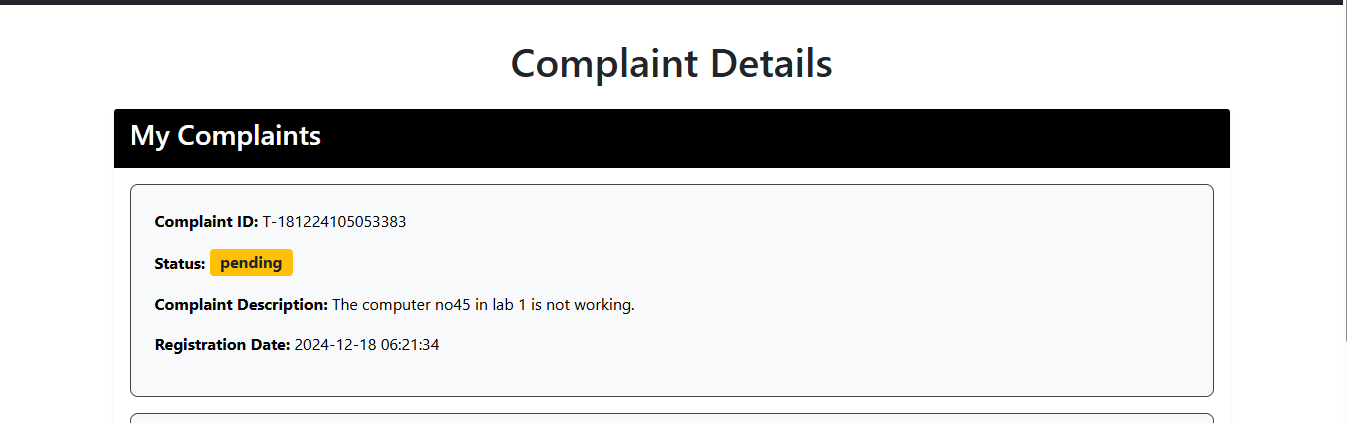 Complaint Details
My Complaints
Complaint ID: T-181224105053383
Status: pending
Complaint Description: The computer no45 in lab 1 is not working.
Registration Date: 2024-12-18 06:21:34